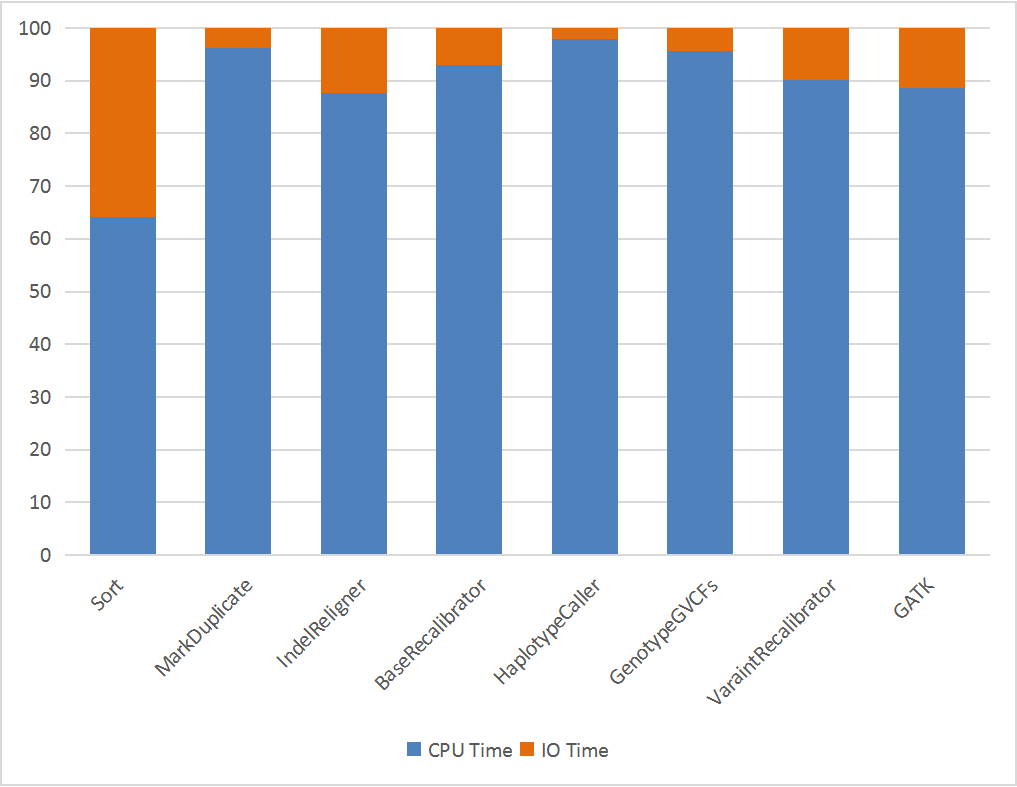 100
90
80
70
60
50
40
30
20
10
0
Sort
MarkDuplicate
IndelReligner
BaseRecalibrator
HaplotypeCaller
GenotypeGVCFs
VaraintRecalibrator
GATK
CPU Time IO Time